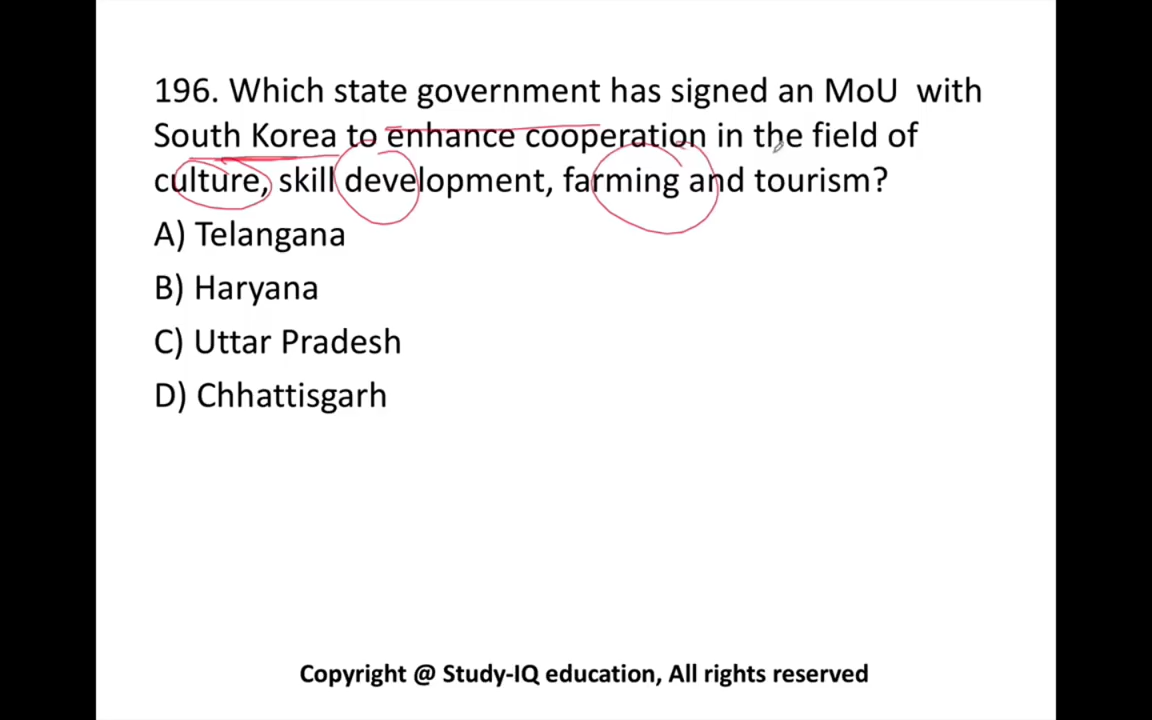 196. Which state government has signed an MoU with
South Korea to enhance cooperation in the field of
culture, skill development, farming and tourism?
A) Telangana
B) Haryana
C) Uttar Pradesh
D) Chhattisgarh
Copyright @ Study-IQ education, All rights reserved